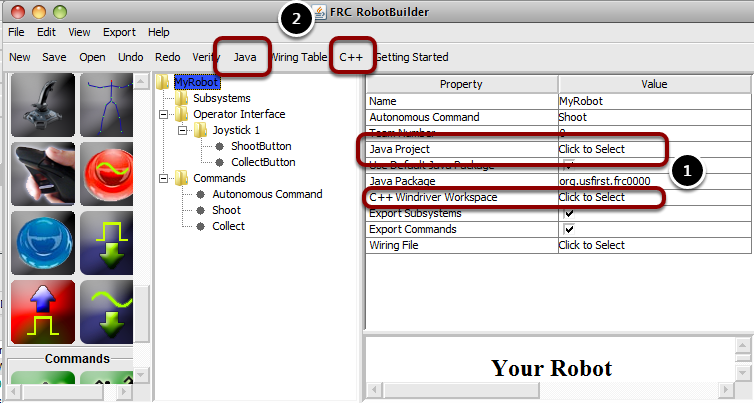 2
FRC RobotBuilder
File Edit View Export Help
New Save Open Undo Redo Verify Java Wiring Table C++ Getting Started
MyRobot
Subsystems
Operator Interface
Joystick 1
ShootButton
CollectButton
Commands
Autonomous Command
Shoot
Collect
Commands
Property Value
Name MyRobot
Autonomous Command Shoot
Team Number 0
Java Project Click to Select
Use Default Java Package
1
Java Package org.usfirst.frc0000
C++ Windriver Workspace Click to Select
Export Subsystems
Export Commands
Wiring File Click to Select
Your Robot